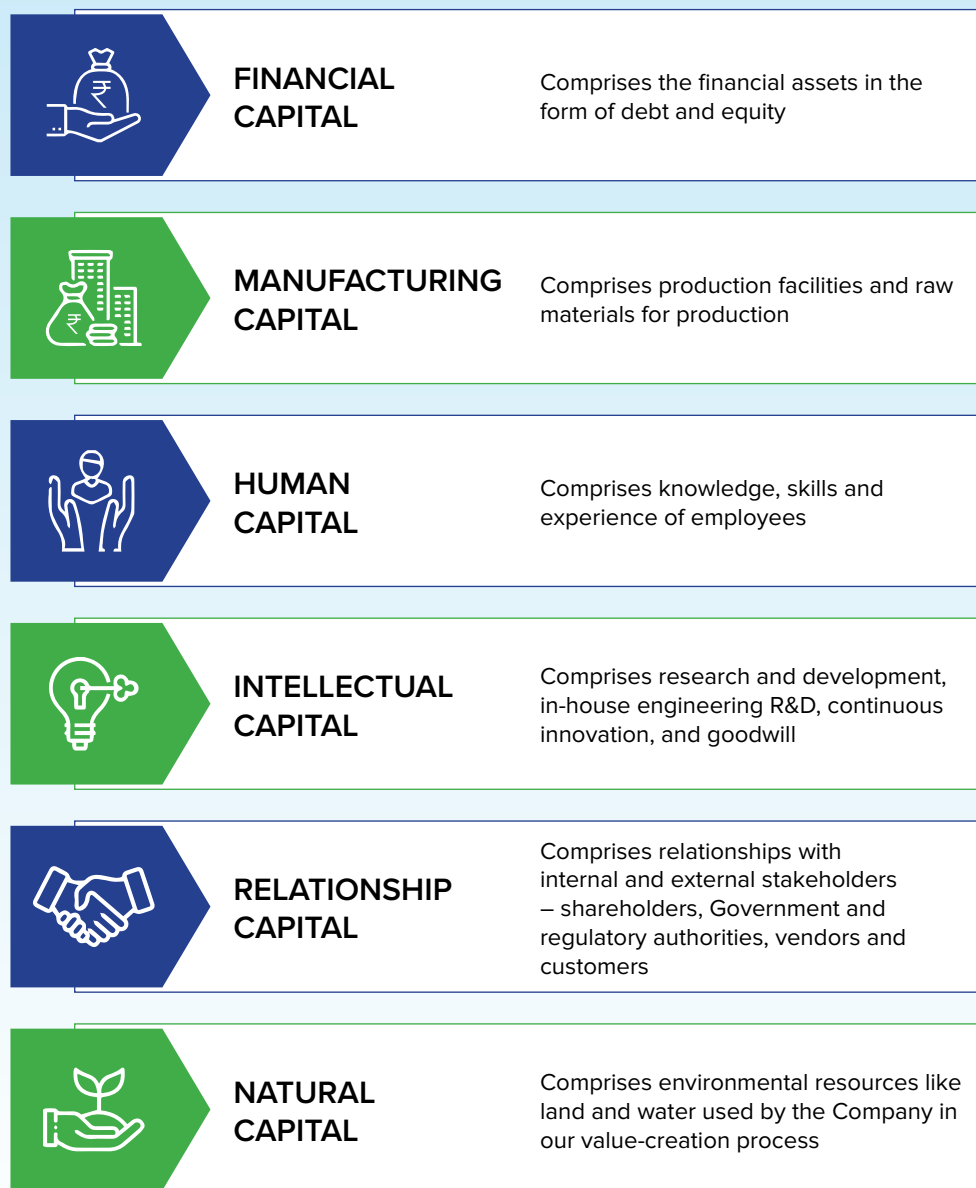 FINANCIAL
CAPITAL
Comprises the financial assets in the
form of debt and equity
₹
MANUFACTURING
CAPITAL
Comprises production facilities and raw
materials for production
₹
HUMAN
CAPITAL
Comprises knowledge, skills and
experience of employees
INTELLECTUAL
CAPITAL
Comprises research and development,
in-house engineering R&D, continuous
innovation, and goodwill
RELATIONSHIP
CAPITAL
Comprises relationships with
internal and external stakeholders
– shareholders, Government and
regulatory authorities, vendors and
customers
NATURAL
CAPITAL
Comprises environmental resources like
land and water used by the Company in
our value-creation process